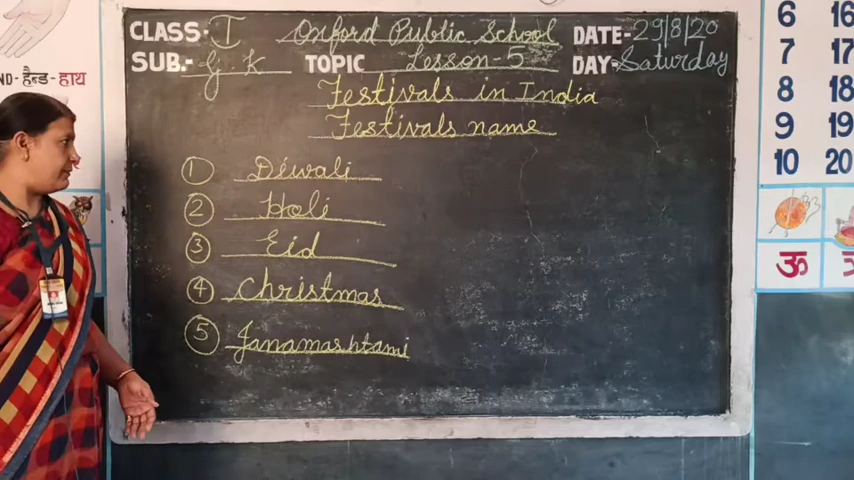 ND-हैन्ड-हाथ
CLASS- I Oxford Public School DATE- 29/8/20
SUB.- G.K TOPIC Lesson-5 DAY- Saturday
Festivals in India
Festivals name
① Diwali
② Holi
③ Eid
④ Christmas
⑤ Janamashtami
6 16
7 17
8 18
9 19
10 20
ॐ